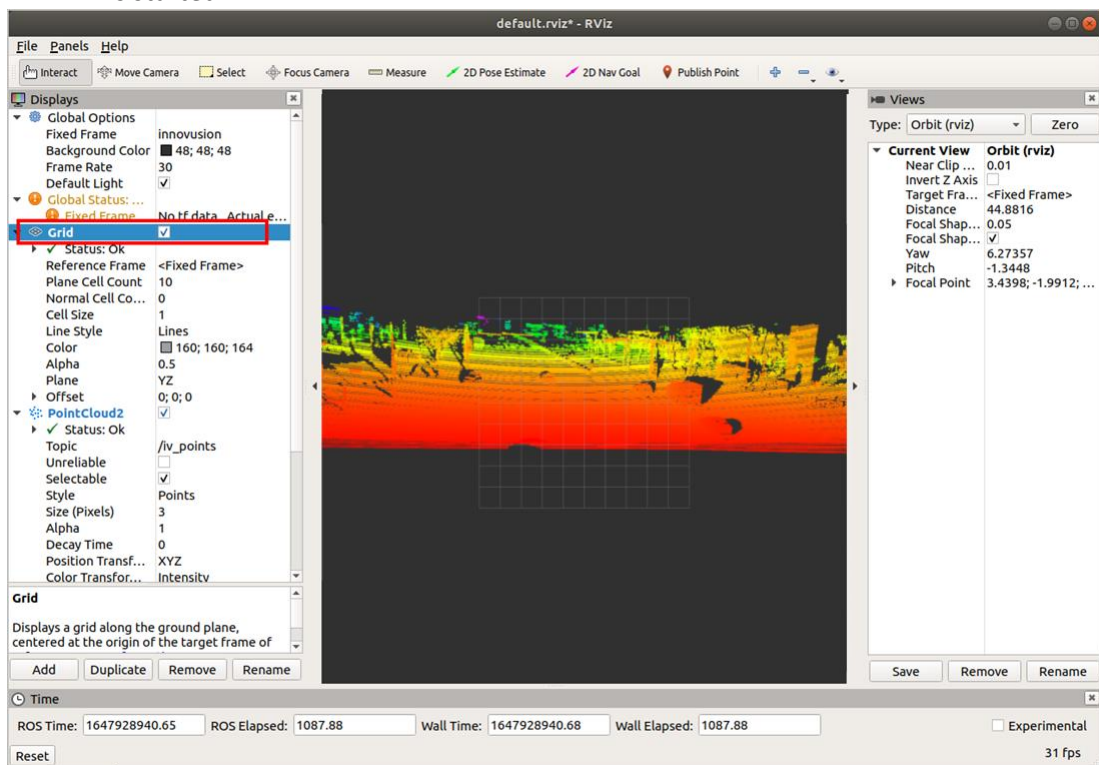 default.rviz* - RViz
File Panels Help
Interact Move Camera Select Focus Camera Measure 2D Pose Estimate 2D Nav Goal Publish Point
Displays
Global Options
Fixed Frame innovusion
Background Color 48; 48; 48
Frame Rate 30
Default Light
Global Status: ...
Fixed Frame No tf data. Actual e...
Grid
Status: Ok
Reference Frame <Fixed Frame>
Plane Cell Count 10
Normal Cell Co... 0
Cell Size 1
Line Style Lines
Color 160; 160; 164
Alpha 0.5
Plane YZ
Offset 0; 0; 0
PointCloud2
Status: Ok
Topic /iv_points
Unreliable
Selectable
Style Points
Size (Pixels) 3
Alpha 1
Decay Time 0
Position Transf... XYZ
Color Transfor... Intensity
Grid
Displays a grid along the ground plane,
centered at the origin of the target frame of
Add Duplicate Remove Rename
Views
Type: Orbit (rviz) Zero
Current View Orbit (rviz)
Near Clip ... 0.01
Invert Z Axis
Target Fra... <Fixed Frame>
Distance 44.8816
Focal Shap... 0.05
Focal Shap...
Yaw 6.27357
Pitch -1.3448
Focal Point 3.4398; -1.9912; ...
Save Remove Rename
Time
ROS Time: 1647928940.65 ROS Elapsed: 1087.88 Wall Time: 1647928940.68 Wall Elapsed: 1087.88 Experimental
Reset 31 fps